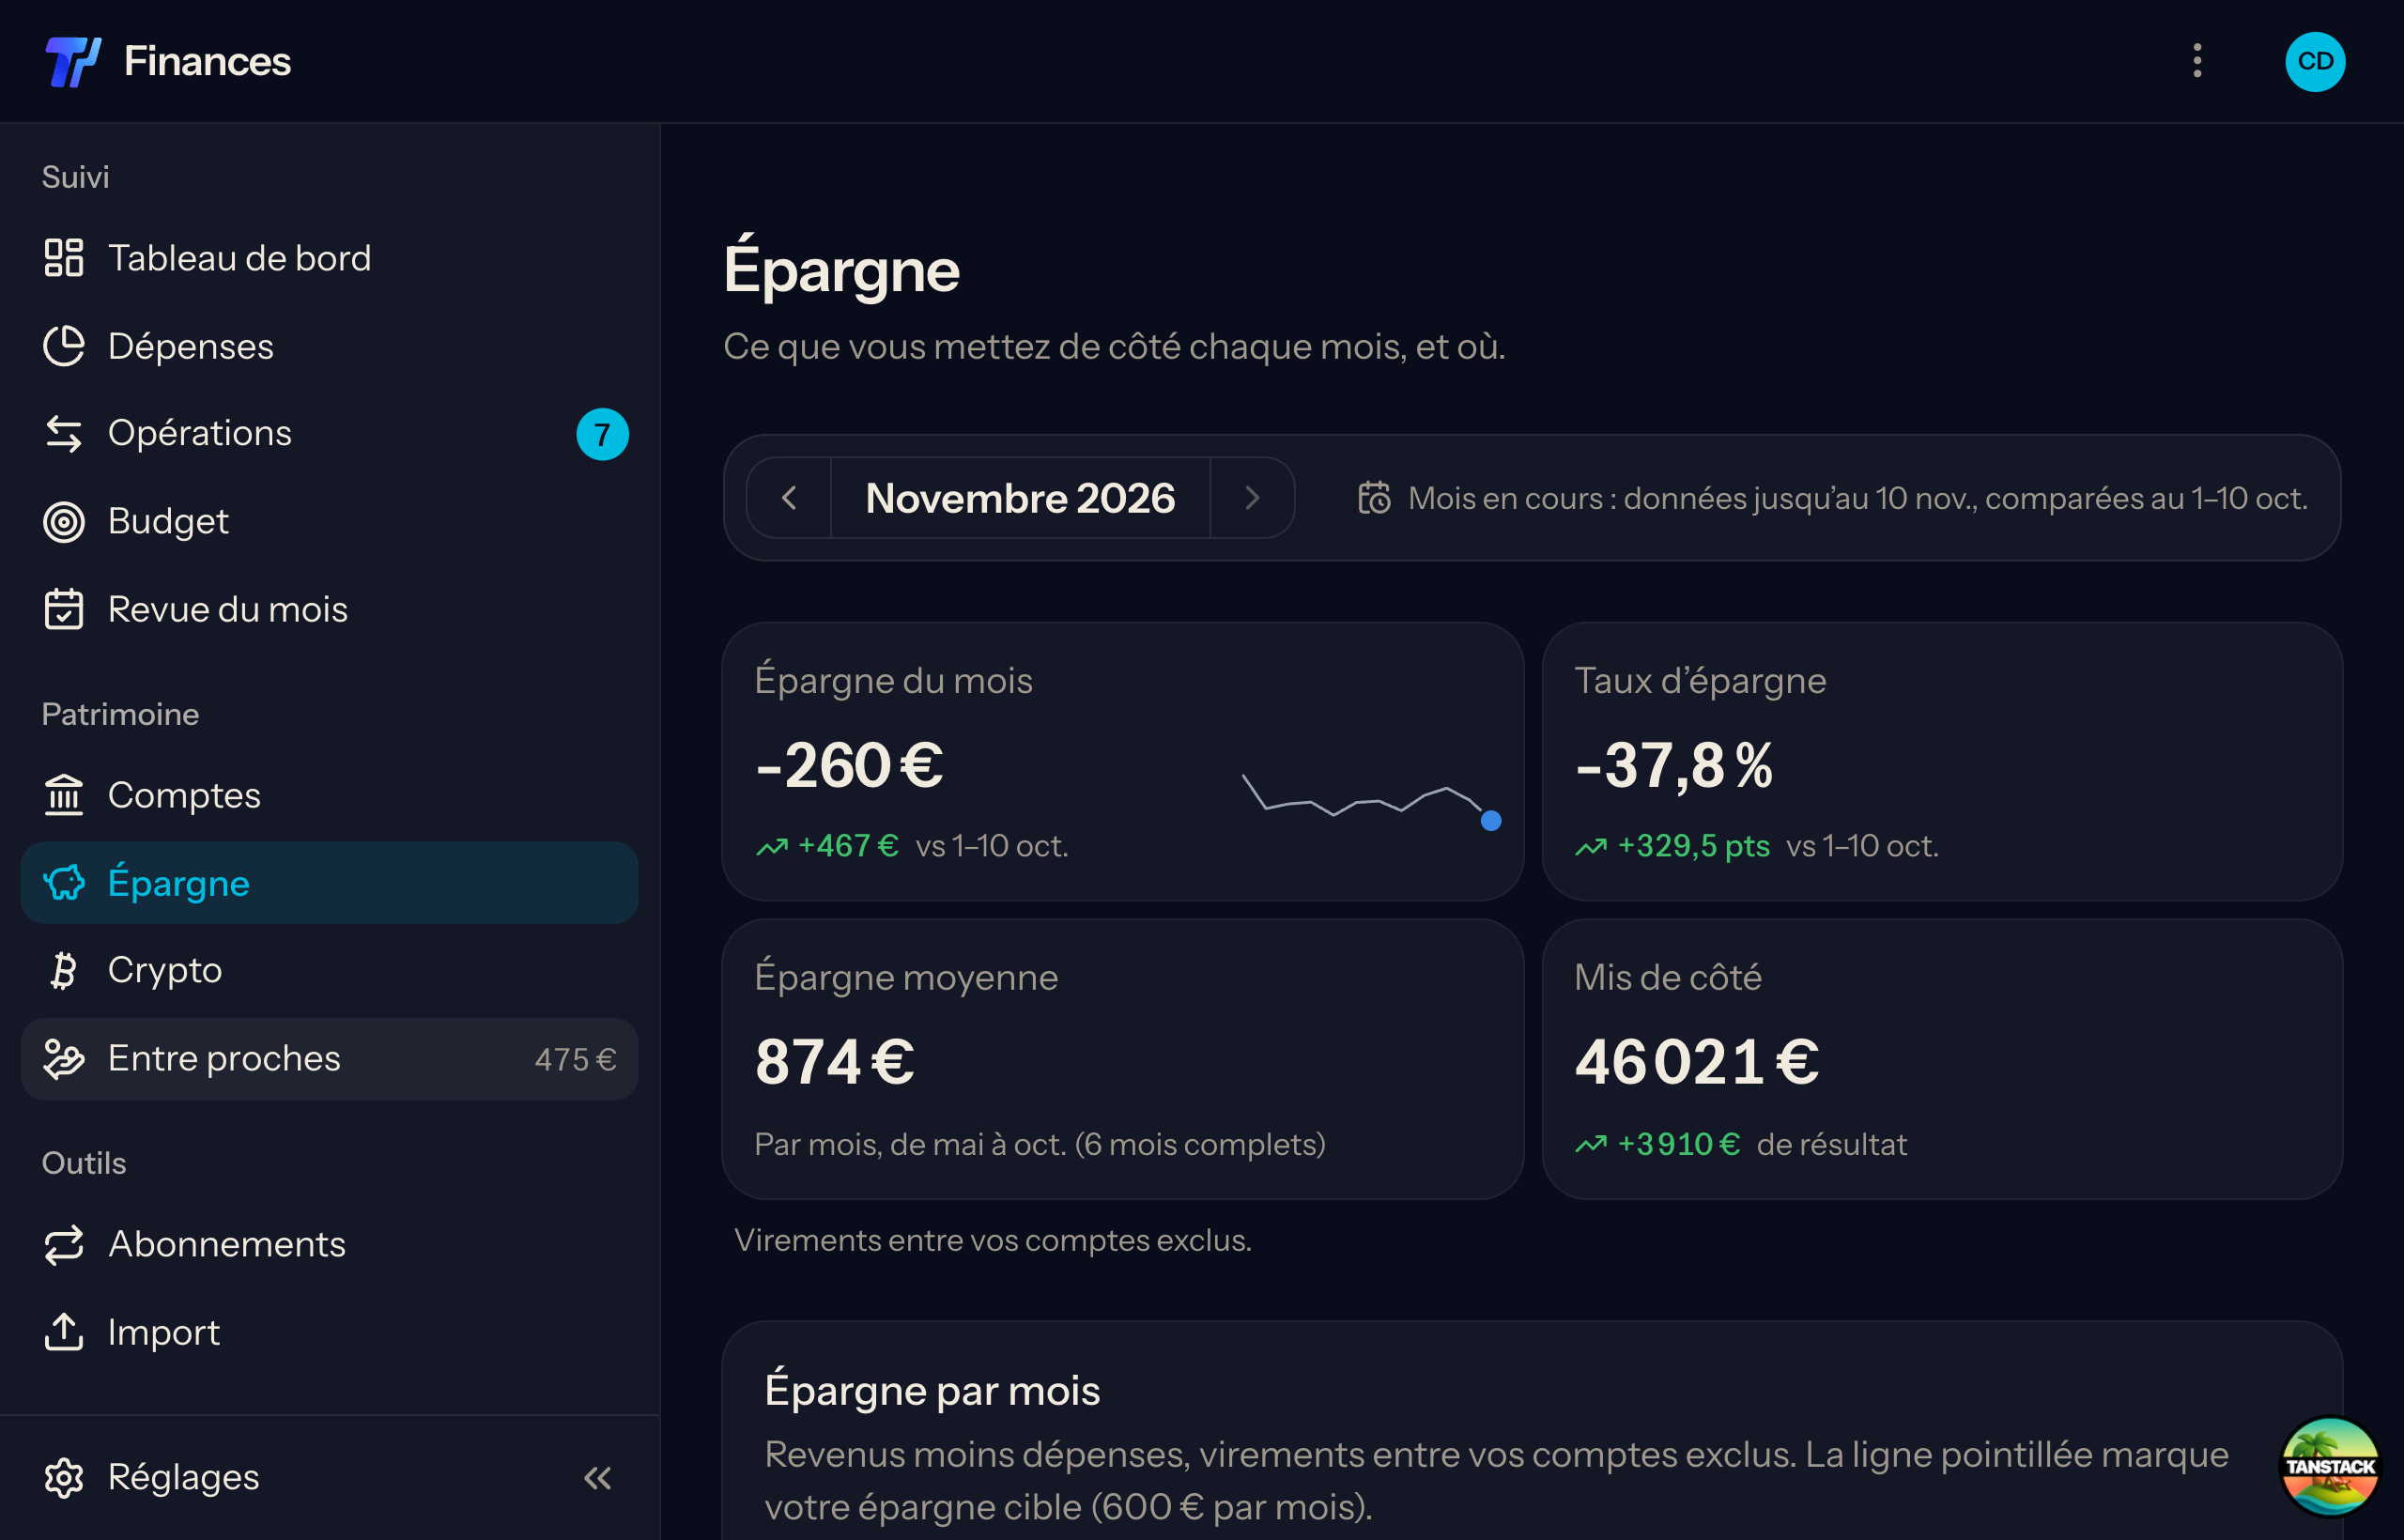 Finances
CD
Suivi
Tableau de bord
Dépenses
Opérations
7
Budget
Revue du mois
Patrimoine
Comptes
Épargne
Crypto
Entre proches
475 €
Outils
Abonnements
Import
Réglages
Épargne
Ce que vous mettez de côté chaque mois, et où.
Novembre 2026
Mois en cours : données jusqu’au 10 nov., comparées au 1–10 oct.
Épargne du mois
-260 €
+467 € vs 1–10 oct.
Taux d’épargne
-37,8 %
+329,5 pts vs 1–10 oct.
Épargne moyenne
874 €
Par mois, de mai à oct. (6 mois complets)
Mis de côté
46 021 €
+3 910 € de résultat
Virements entre vos comptes exclus.
Épargne par mois
Revenus moins dépenses, virements entre vos comptes exclus. La ligne pointillée marque
votre épargne cible (600 € par mois).
TANSTACK